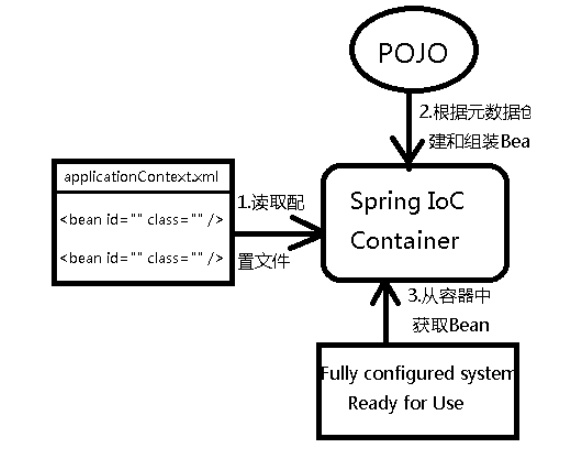 POJO
2.根据元数据创
建和组装Bea
applicationContext.xml
<bean id="" class="" />
<bean id="" class="" />
1.读取配
置文件
Spring IoC
Container
3.从容器中
获取Bean
Fully configured system
Ready for Use